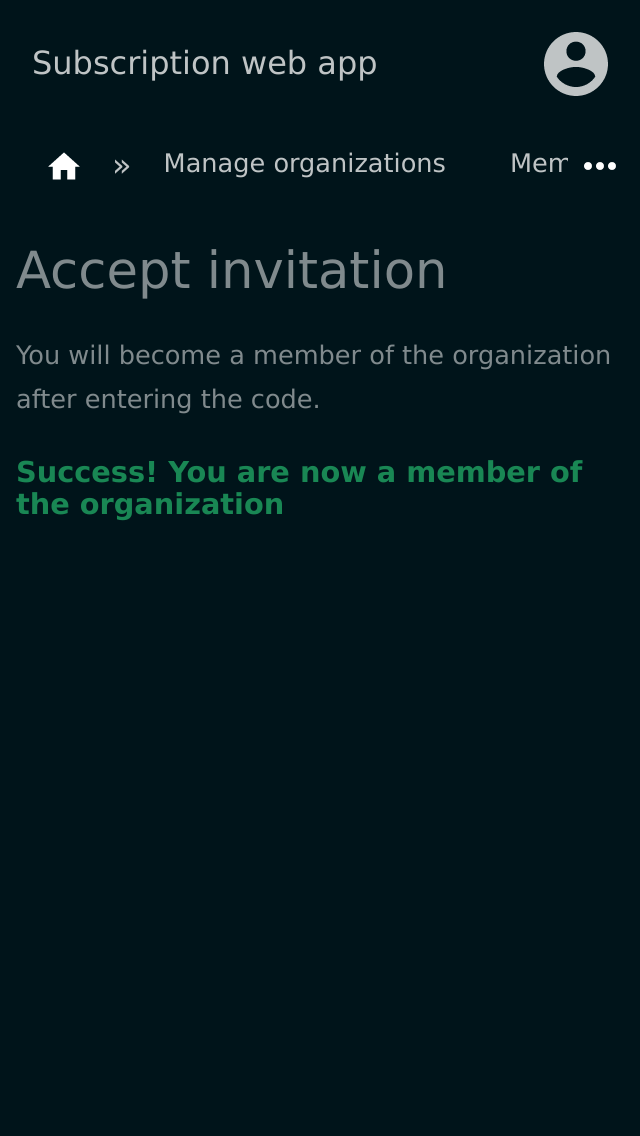 Subscription web app
» Manage organizations Mem
Accept invitation
You will become a member of the organization
after entering the code.
Success! You are now a member of
the organization